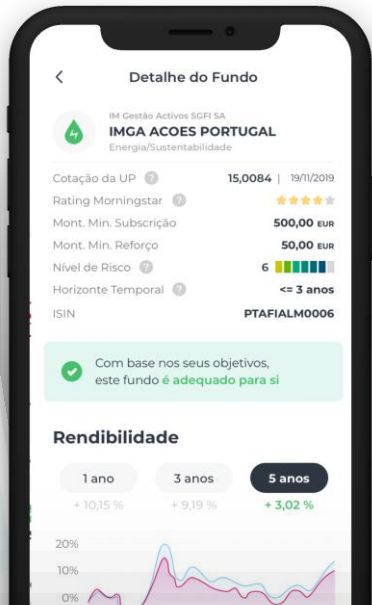 Detalhe do Fundo
IM Gestão Activos SGFI SA
IMGA ACOES PORTUGAL
Energia/Sustentabilidade
Cotação da UP ? 15,0084 | 19/11/2019
Rating Morningstar ?
Mont. Min. Subscrição 500,00 EUR
Mont. Min. Reforço 50,00 EUR
Nível de Risco ? 6
Horizonte Temporal ? <= 3 anos
ISIN PTAFIALM0006
Com base nos seus objetivos,
este fundo é adequado para si
Rendibilidade
1 ano 3 anos 5 anos
+ 10,15 % + 9,19 % + 3,02 %
20%
10%
0%